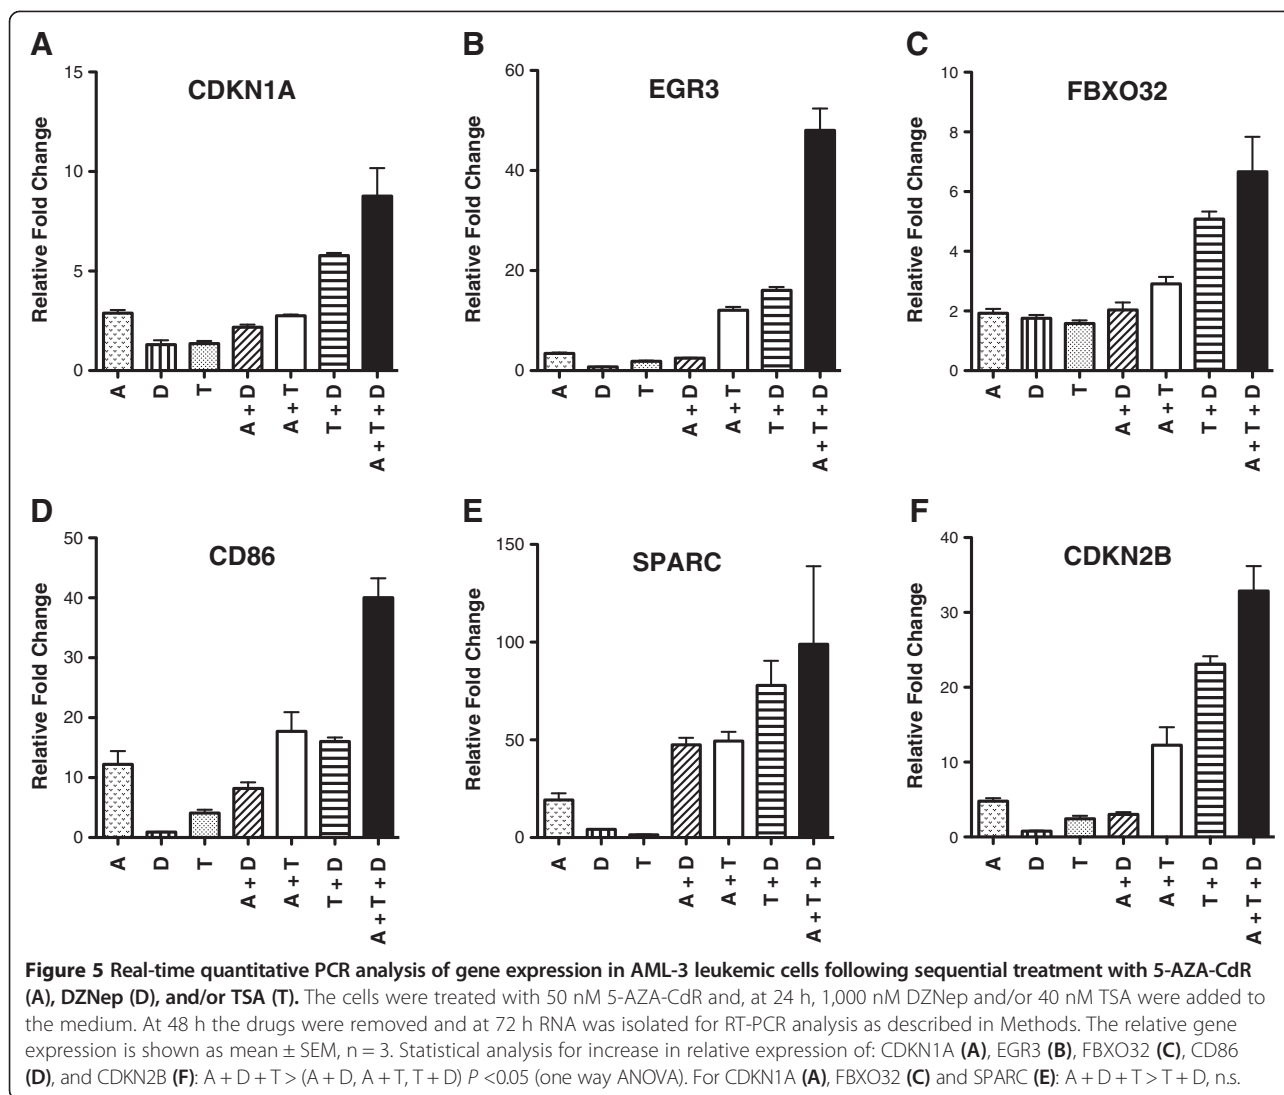 A
CDKN1A
Relative Fold Change
15
10
5
0
A
D
T
A + D
A + T
T + D
A + T + D
B
EGR3
Relative Fold Change
60
40
20
0
A
D
T
A + D
A + T
T + D
A + T + D
C
FBXO32
Relative Fold Change
10
8
6
4
2
0
A
D
T
A + D
A + T
T + D
A + T + D
D
CD86
Relative Fold Change
50
40
30
20
10
0
A
D
T
A + D
A + T
T + D
A + T + D
E
SPARC
Relative Fold Change
150
100
50
0
A
D
T
A + D
A + T
T + D
A + T + D
F
CDKN2B
Relative Fold Change
40
30
20
10
0
A
D
T
A + D
A + T
T + D
A + T + D
Figure 5 Real-time quantitative PCR analysis of gene expression in AML-3 leukemic cells following sequential treatment with 5-AZA-CdR
(A), DZNep (D), and/or TSA (T). The cells were treated with 50 nM 5-AZA-CdR and, at 24 h, 1,000 nM DZNep and/or 40 nM TSA were added to
the medium. At 48 h the drugs were removed and at 72 h RNA was isolated for RT-PCR analysis as described in Methods. The relative gene
expression is shown as mean ± SEM, n = 3. Statistical analysis for increase in relative expression of: CDKN1A (A), EGR3 (B), FBXO32 (C), CD86
(D), and CDKN2B (F): A + D + T > (A + D, A + T, T + D) P <0.05 (one way ANOVA). For CDKN1A (A), FBXO32 (C) and SPARC (E): A + D + T > T + D, n.s.